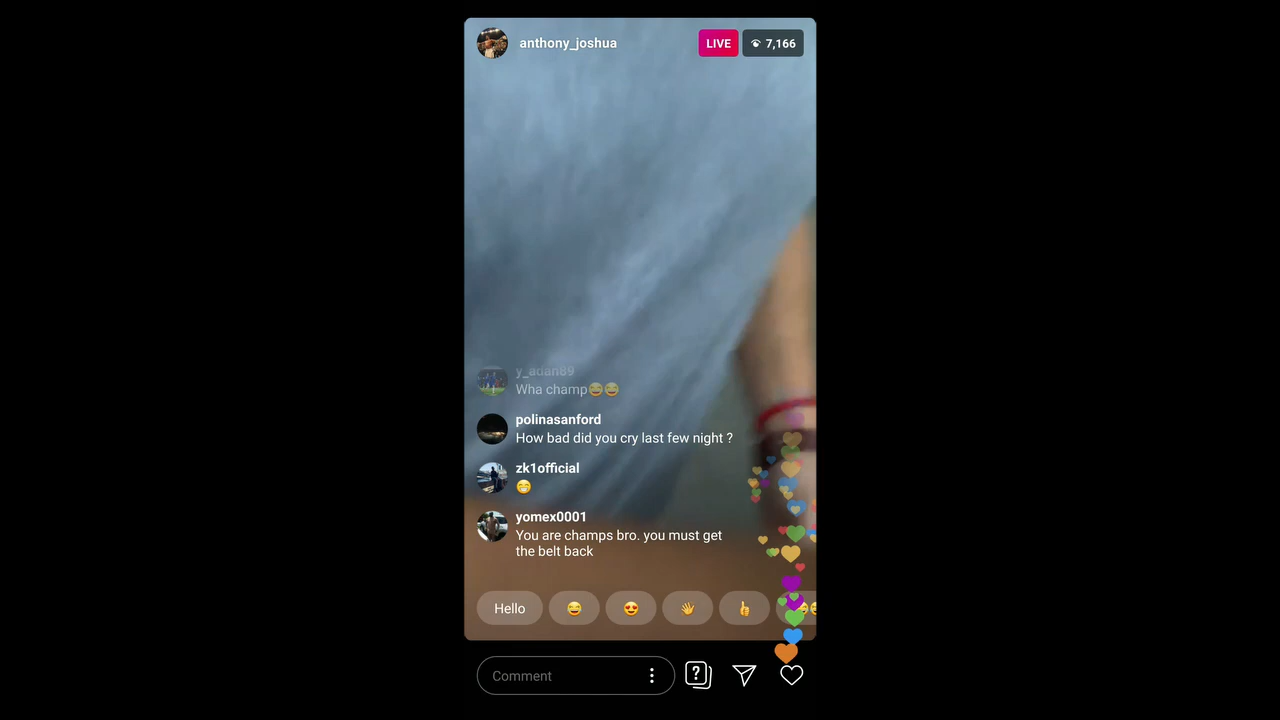 anthony_joshua
LIVE
7,166
y_adan89
Wha champ😂😂
polinasanford
How bad did you cry last few night ?
zk1official
😁
yomex0001
You are champs bro. you must get
the belt back
Hello
Comment